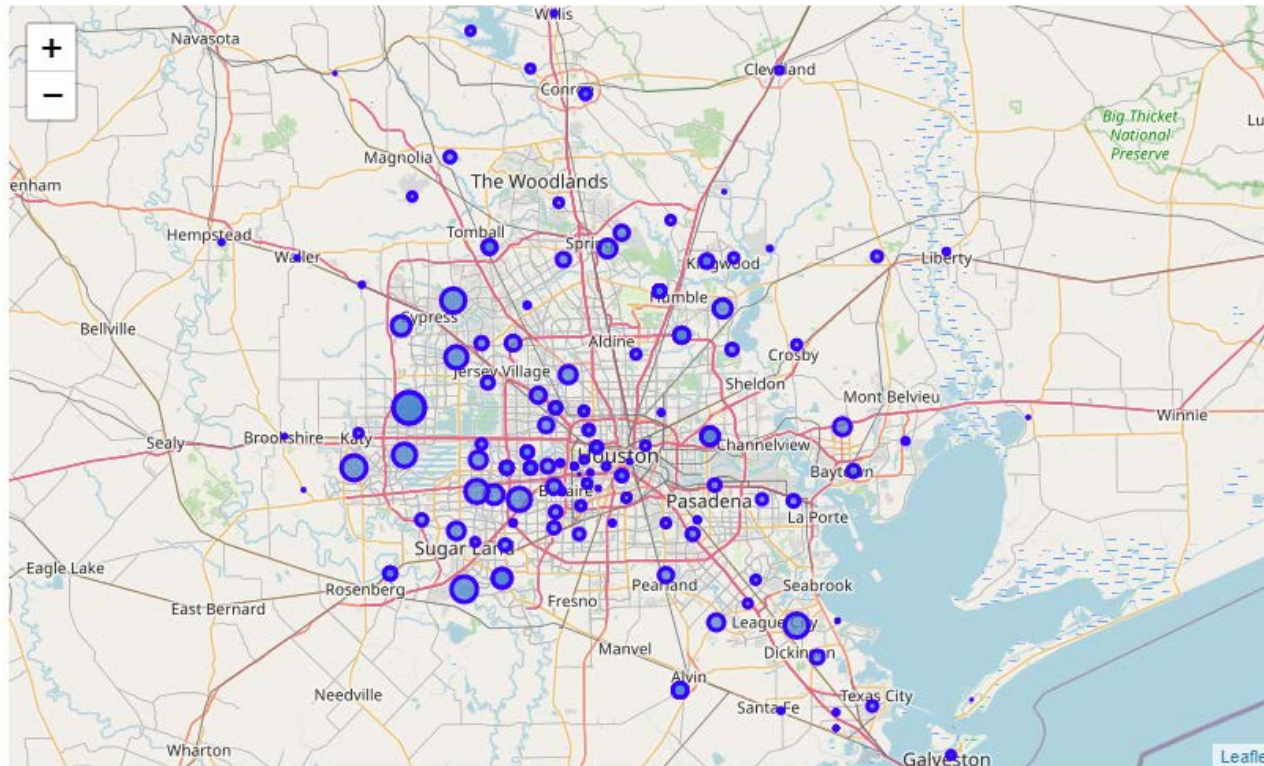 Willis
Navasota
+
−
Cleveland
Conroe
Big Thicket
National
Preserve
Lu
Magnolia
enham
The Woodlands
Hempstead
Tomball
Spring
Waller
Kingwood
Liberty
Humble
Cypress
Bellville
Aldine
Crosby
Jersey Village
Sheldon
Mont Belvieu
Winnie
Sealy
Brookshire
Katy
Channelview
Houston
Baytown
Bellaire
Pasadena
La Porte
Sugar Land
Eagle Lake
Rosenberg
Pearland
Seabrook
East Bernard
Fresno
League City
Manvel
Dickinson
Alvin
Needville
Texas City
Santa Fe
Wharton
Galveston
Leafle